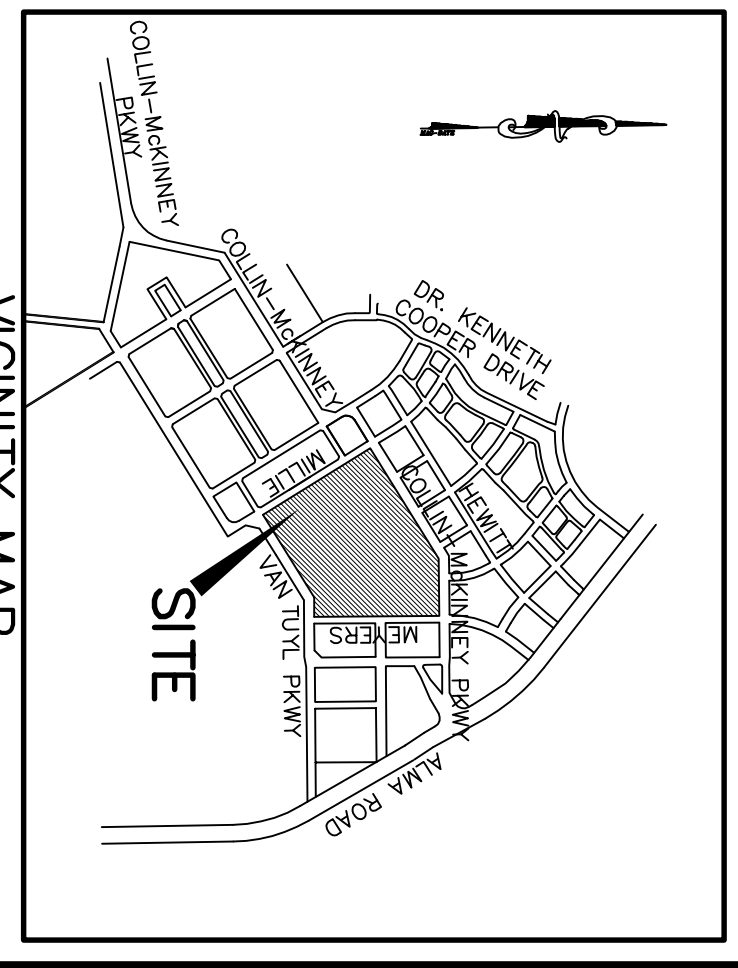 COLLIN-McKINNEY
PKWY
COLLIN-McKINNEY
DR. KENNETH
COOPER DRIVE
MILLIE
COLLIN-McKINNEY PKWY
HEWITT
VAN TUYL PKWY
SITE
MEYERS
ALMA ROAD
VICINITY MAP